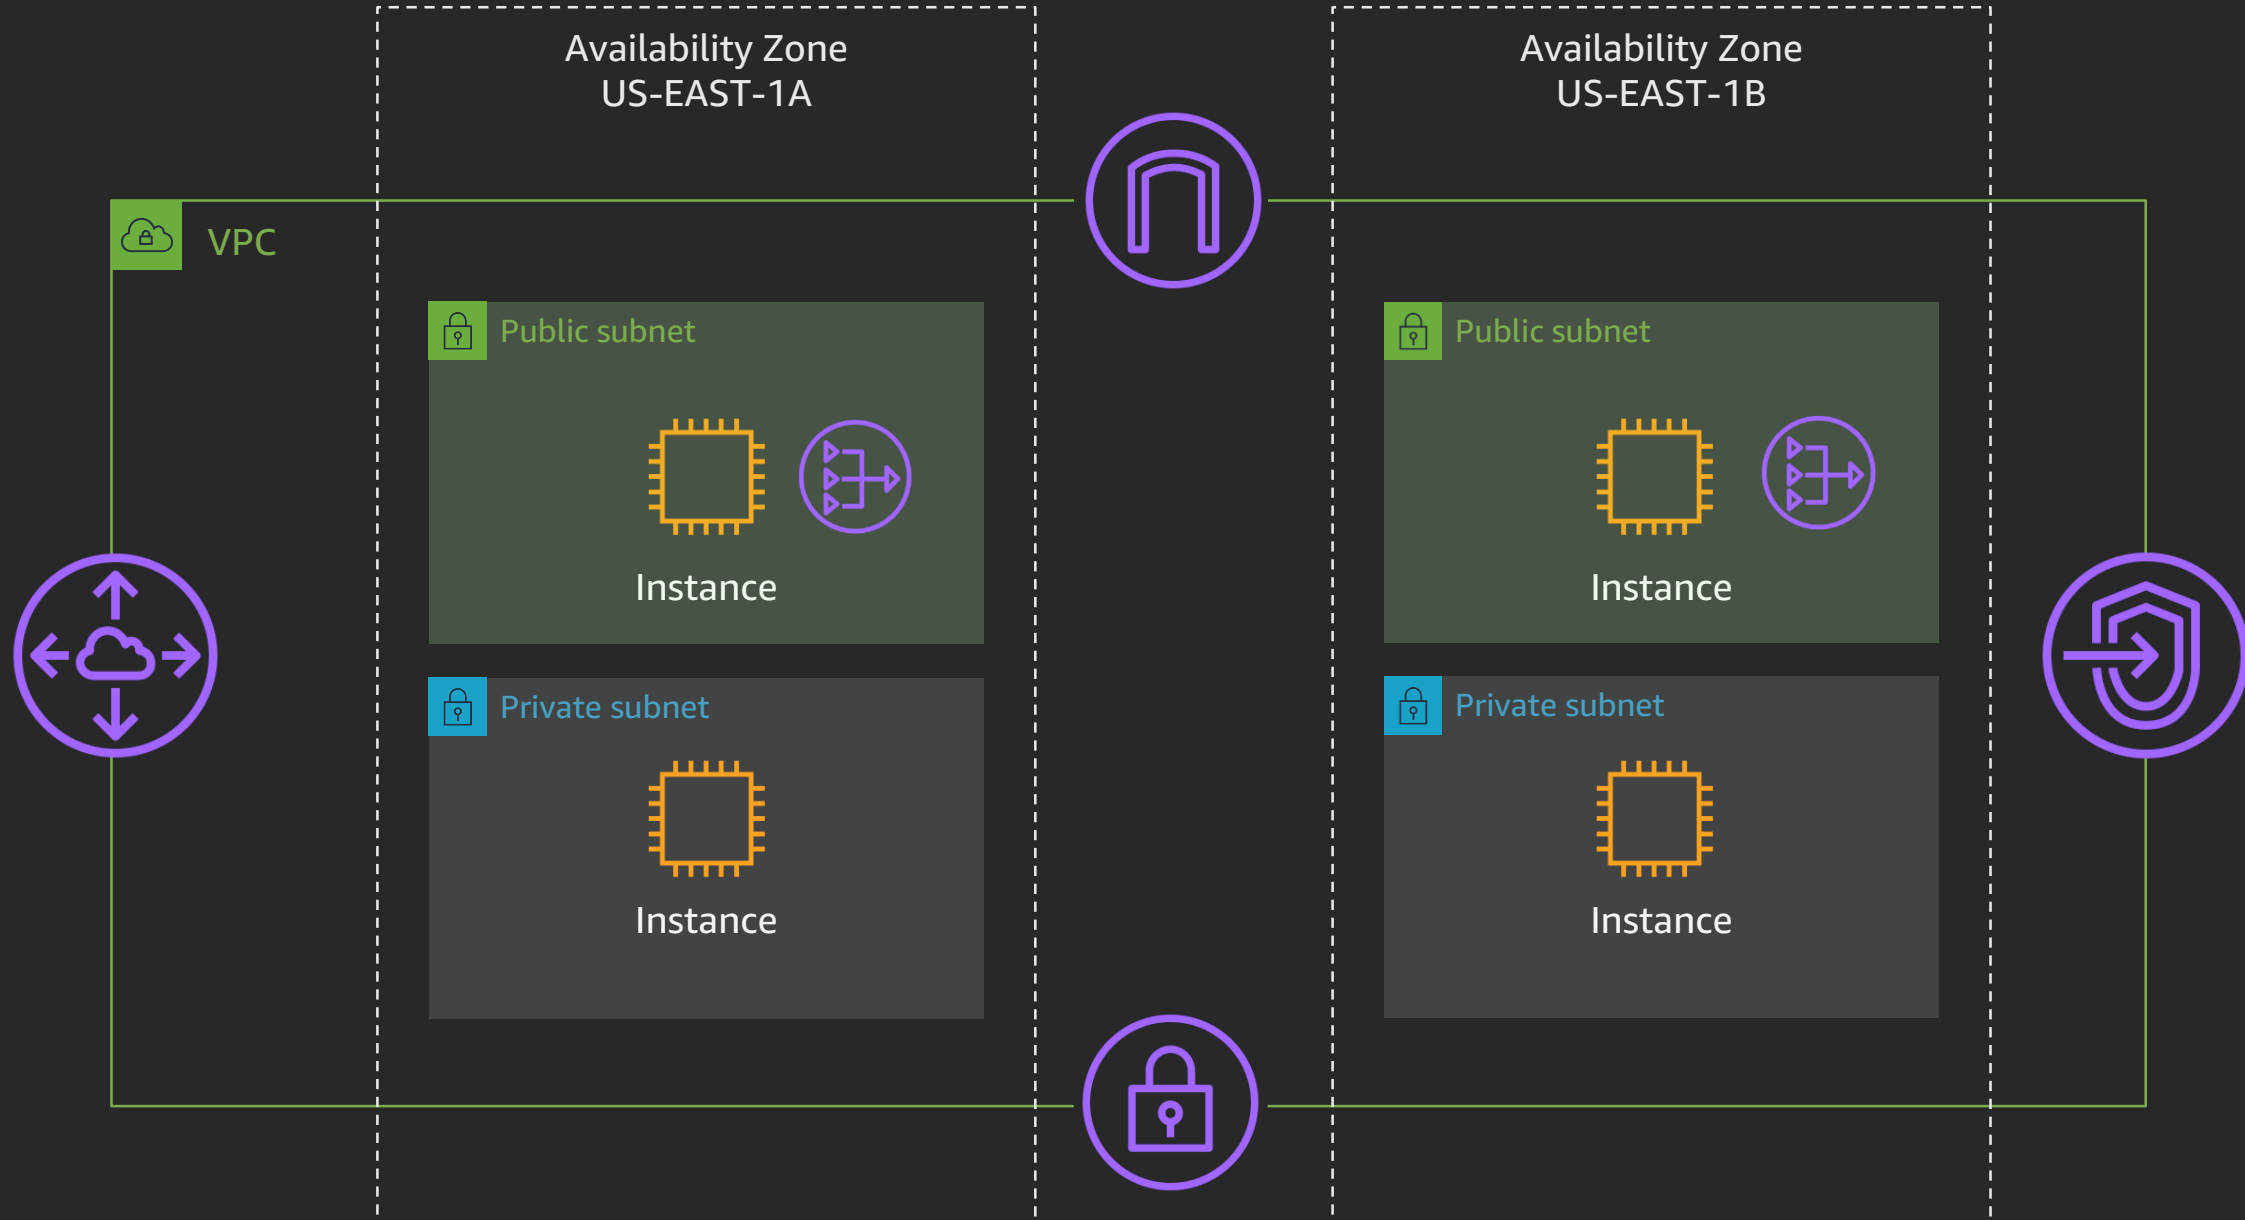 Availability Zone
US-EAST-1A
Availability Zone
US-EAST-1B
VPC
Public subnet
Instance
Private subnet
Instance
Public subnet
Instance
Private subnet
Instance